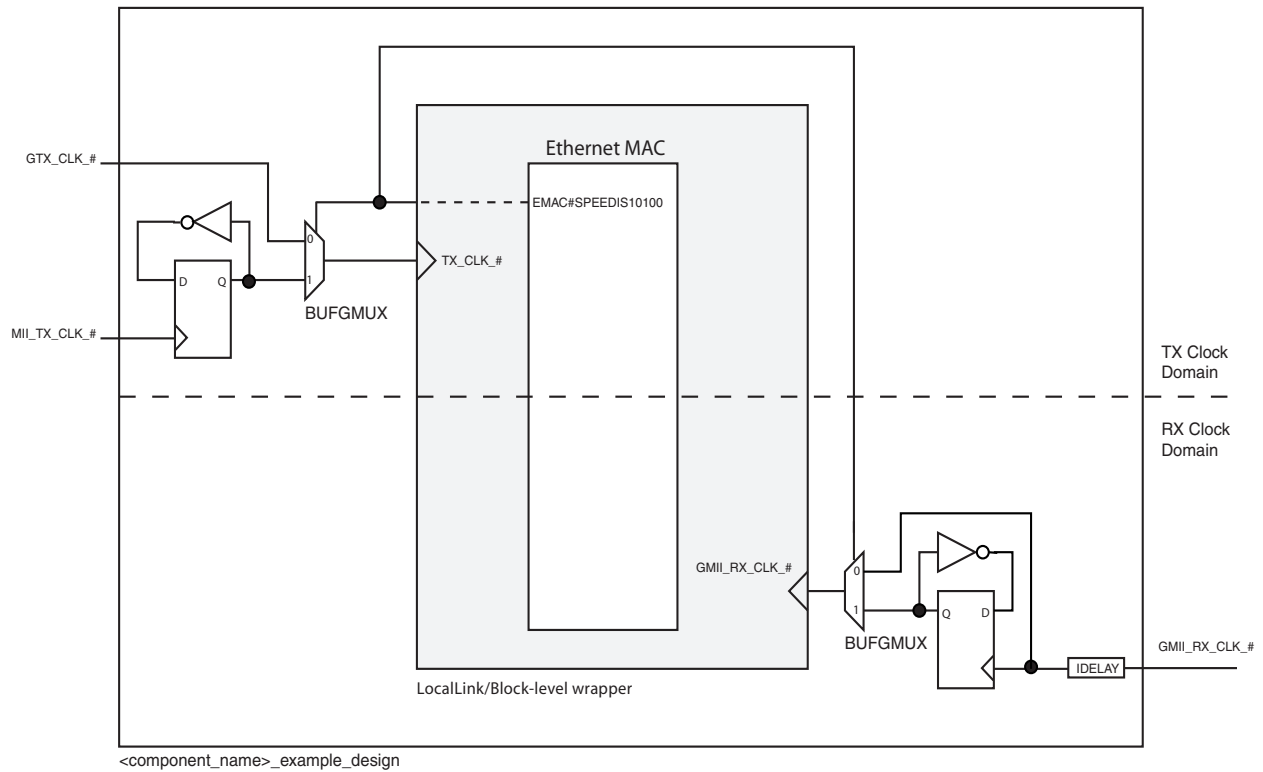 Ethernet MAC
GTX_CLK_#
EMAC#SPEEDIS10100
0
TX_CLK_#
D Q
1
BUFGMUX
MII_TX_CLK_#
TX Clock
Domain
RX Clock
Domain
GMII_RX_CLK_#
0
1
Q D
BUFGMUX
GMII_RX_CLK_#
IDELAY
LocalLink/Block-level wrapper
<component_name>_example_design